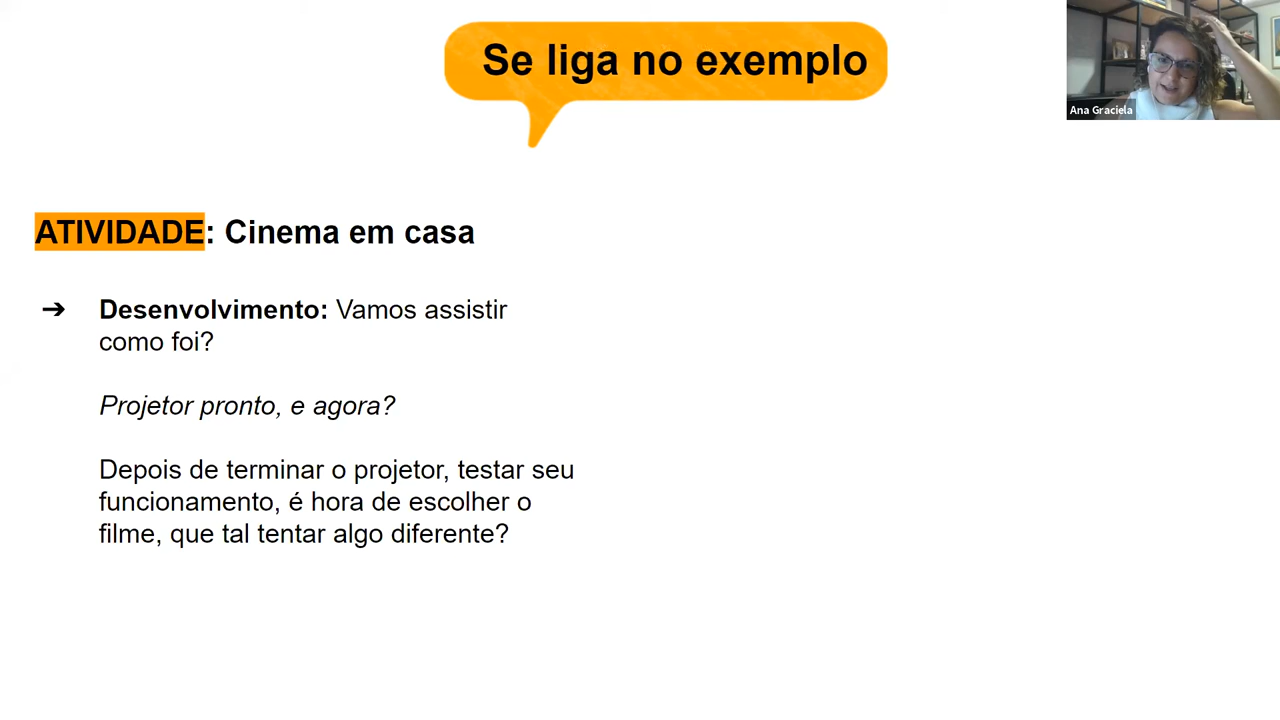 Se liga no exemplo
Ana Graciela
ATIVIDADE: Cinema em casa
➔ Desenvolvimento: Vamos assistir
como foi?
Projetor pronto, e agora?
Depois de terminar o projetor, testar seu
funcionamento, é hora de escolher o
filme, que tal tentar algo diferente?